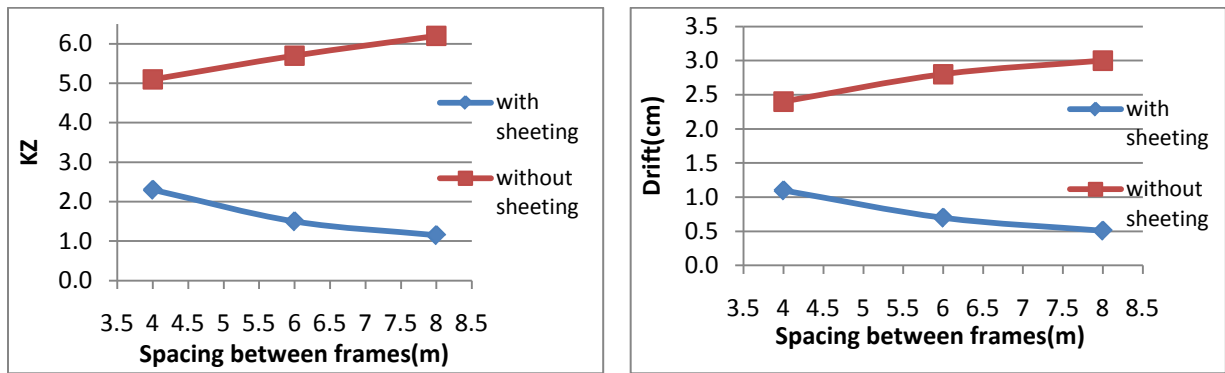 6.0
5.0
4.0
3.0
2.0
1.0
0.0
KZ
3.5 4 4.5 5 5.5 6 6.5 7 7.5 8 8.5
Spacing between frames(m)
with
sheeting
without
sheeting
3.5
3.0
2.5
2.0
1.5
1.0
0.5
0.0
Drift(cm)
3.5 4 4.5 5 5.5 6 6.5 7 7.5 8 8.5
Spacing between frames(m)
with
sheeting
without
sheeting